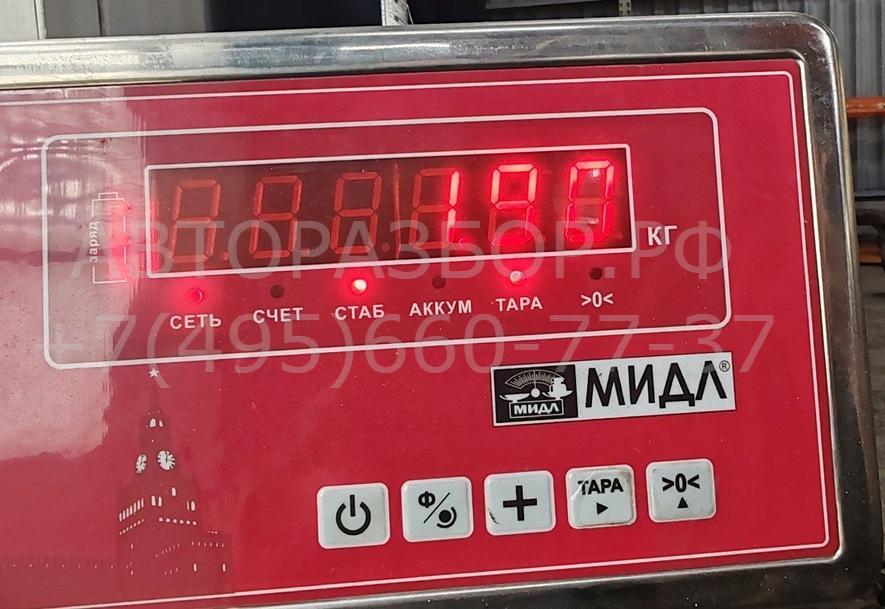 заряд
КГ
СЕТЬ СЧЕТ СТАБ АККУМ ТАРА >0<
АВТОРАЗБОР.РФ
+7(495)660-77-37
МИДЛ МИДЛ®
Ф ТАРА >0<